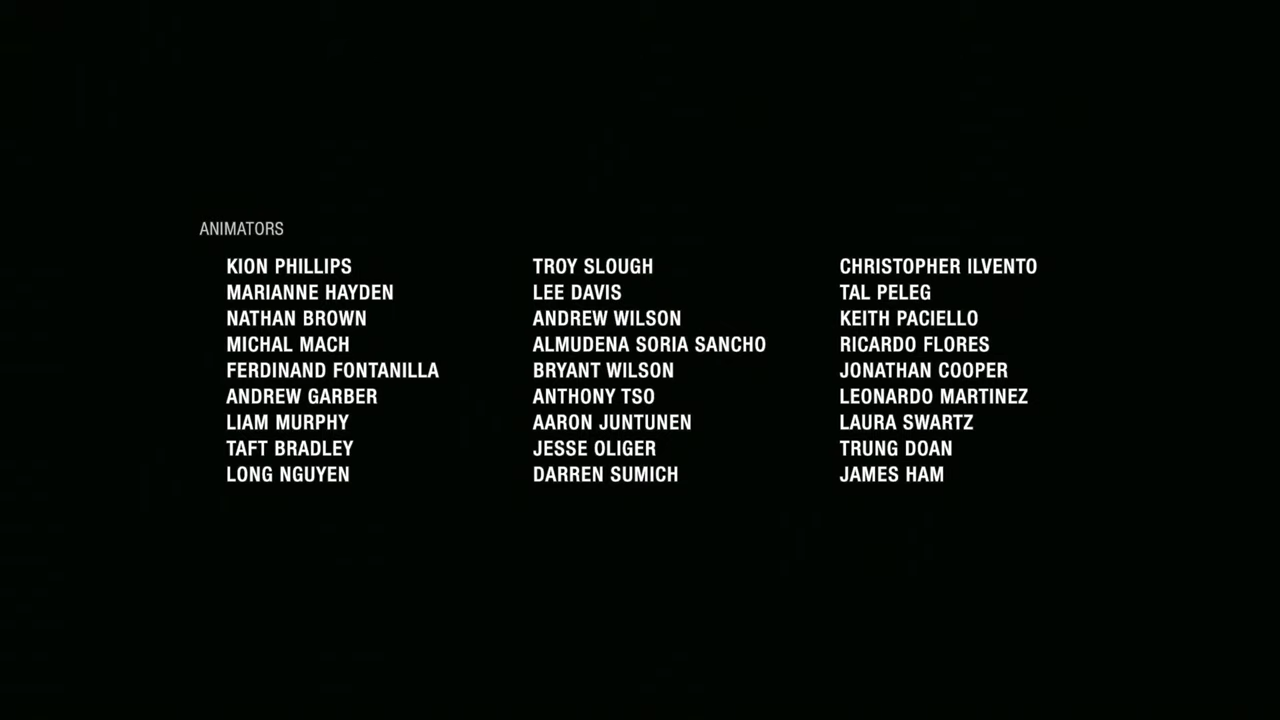 ANIMATORS
KION PHILLIPS
MARIANNE HAYDEN
NATHAN BROWN
MICHAL MACH
FERDINAND FONTANILLA
ANDREW GARBER
LIAM MURPHY
TAFT BRADLEY
LONG NGUYEN
TROY SLOUGH
LEE DAVIS
ANDREW WILSON
ALMUDENA SORIA SANCHO
BRYANT WILSON
ANTHONY TSO
AARON JUNTUNEN
JESSE OLIGER
DARREN SUMICH
CHRISTOPHER ILVENTO
TAL PELEG
KEITH PACIELLO
RICARDO FLORES
JONATHAN COOPER
LEONARDO MARTINEZ
LAURA SWARTZ
TRUNG DOAN
JAMES HAM